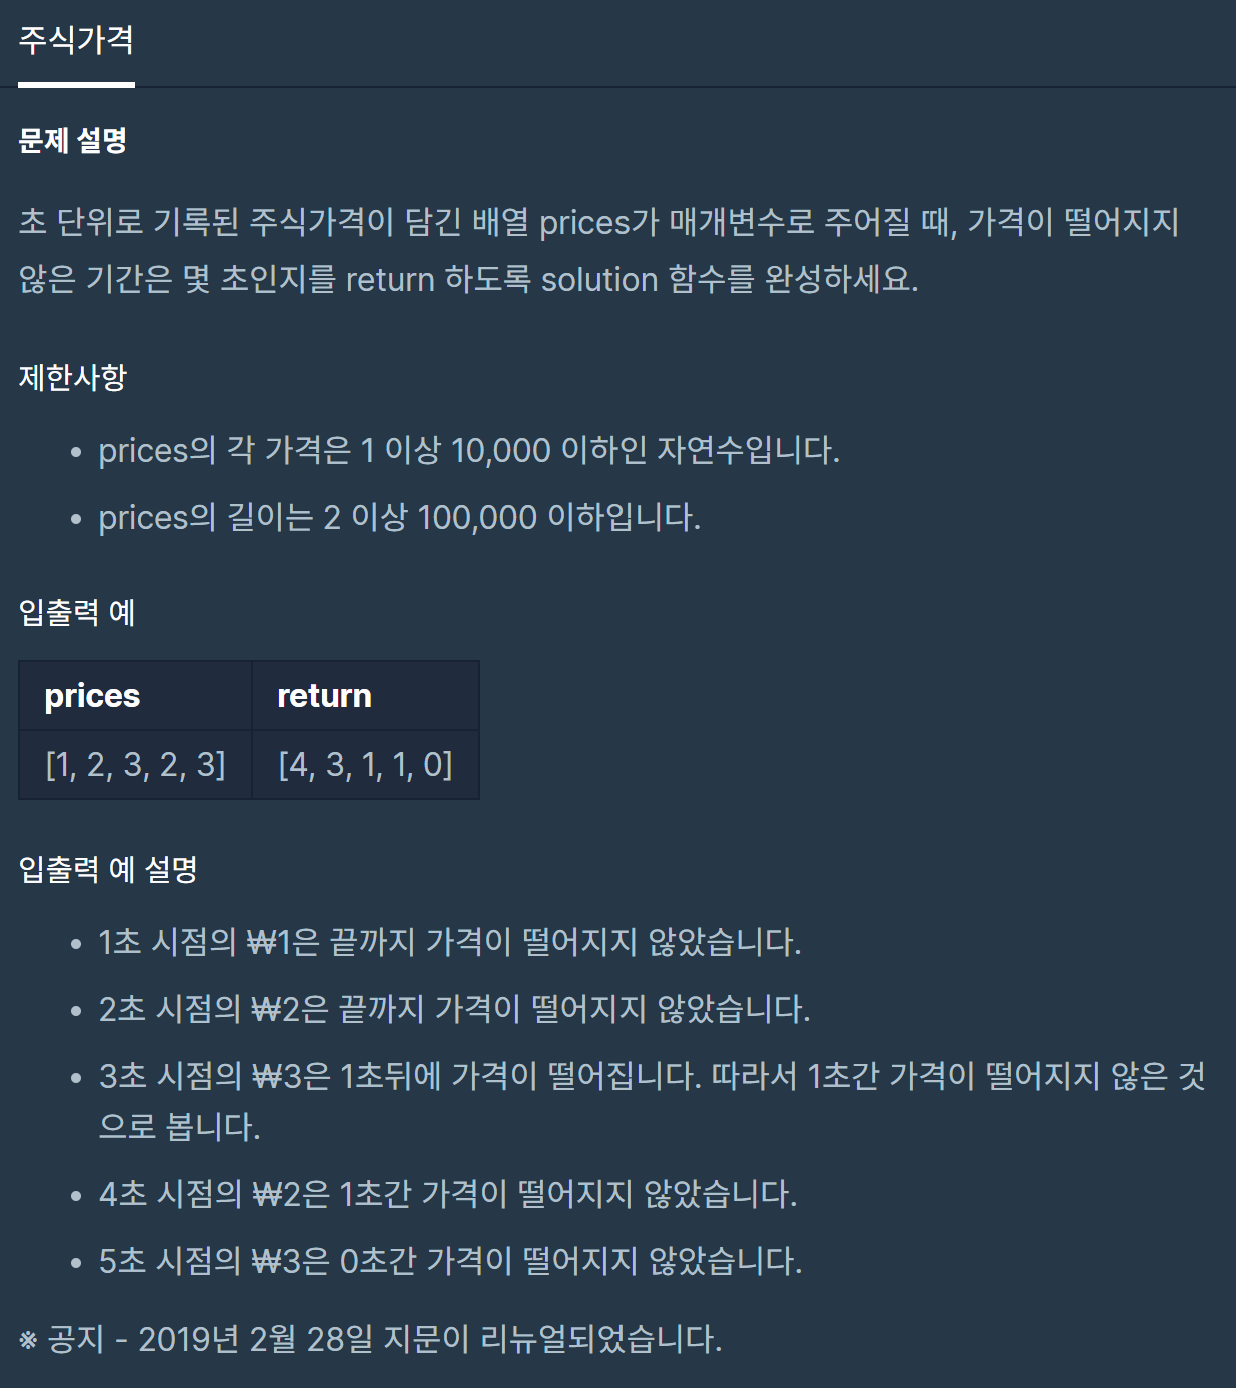 주식가격
문제 설명
초 단위로 기록된 주식가격이 담긴 배열 prices가 매개변수로 주어질 때, 가격이 떨어지지
않은 기간은 몇 초인지를 return 하도록 solution 함수를 완성하세요.
제한사항
• prices의 각 가격은 1 이상 10,000 이하인 자연수입니다.
• prices의 길이는 2 이상 100,000 이하입니다.
입출력 예
prices return
[1, 2, 3, 2, 3] [4, 3, 1, 1, 0]
입출력 예 설명
• 1초 시점의 ₩1은 끝까지 가격이 떨어지지 않았습니다.
• 2초 시점의 ₩2은 끝까지 가격이 떨어지지 않았습니다.
• 3초 시점의 ₩3은 1초뒤에 가격이 떨어집니다. 따라서 1초간 가격이 떨어지지 않은 것
으로 봅니다.
• 4초 시점의 ₩2은 1초간 가격이 떨어지지 않았습니다.
• 5초 시점의 ₩3은 0초간 가격이 떨어지지 않았습니다.
※ 공지 - 2019년 2월 28일 지문이 리뉴얼되었습니다.